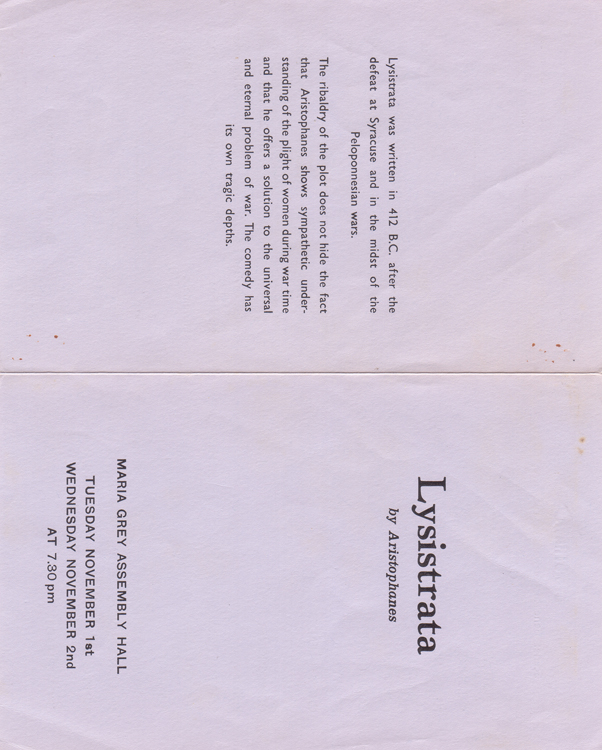 Lysistrata was written in 412 B.C. after the
defeat at Syracuse and in the midst of the
Peloponnesian wars.
The ribaldry of the plot does not hide the fact
that Aristophanes shows sympathetic under-
standing of the plight of women during war time
and that he offers a solution to the universal
and eternal problem of war. The comedy has
its own tragic depths.
Lysistrata
by Aristophanes
MARIA GREY ASSEMBLY HALL
TUESDAY NOVEMBER 1st
WEDNESDAY NOVEMBER 2nd
AT 7.30 pm